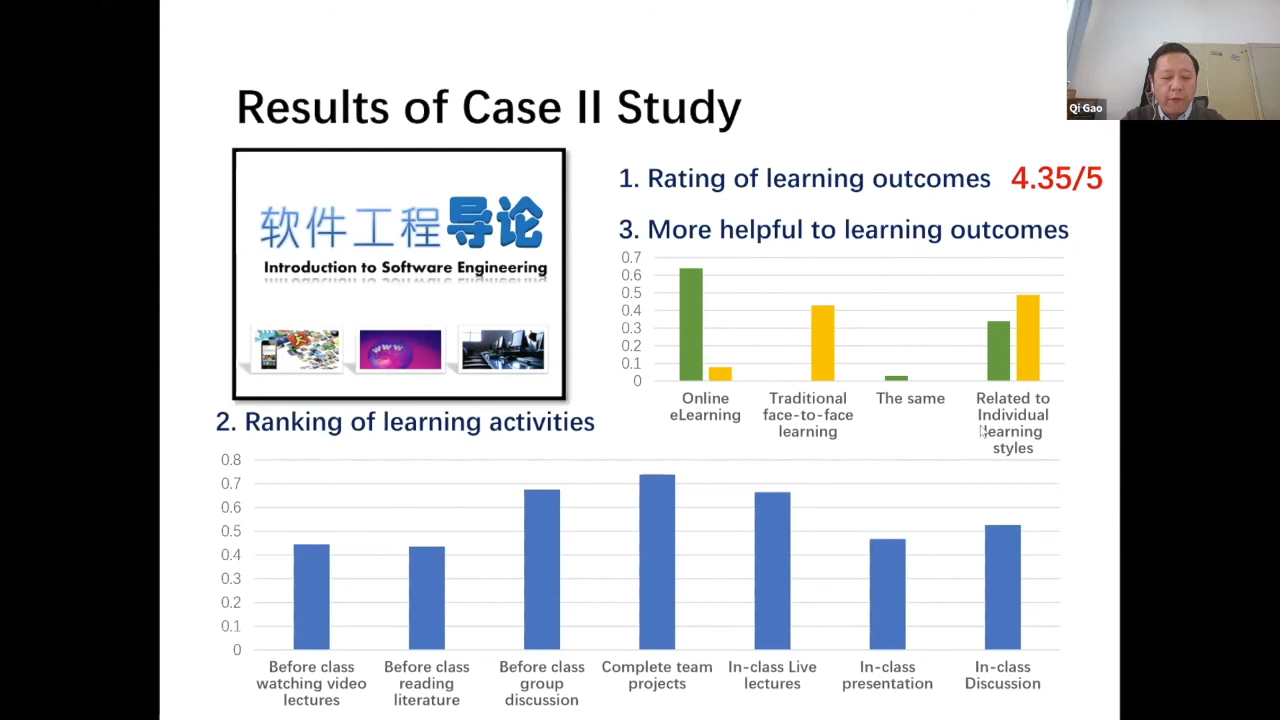 Qi Gao
Results of Case II Study
软件工程导论
Introduction to Software Engineering
WWW
1. Rating of learning outcomes 4.35/5
3. More helpful to learning outcomes
0.7
0.6
0.5
0.4
0.3
0.2
0.1
0
Online
eLearning
Traditional
face-to-face
learning
The same
Related to
Individual
learning
styles
2. Ranking of learning activities
0.8
0.7
0.6
0.5
0.4
0.3
0.2
0.1
0
Before class
watching video
lectures
Before class
reading
literature
Before class
group
discussion
Complete team
projects
In-class Live
lectures
In-class
presentation
In-class
Discussion